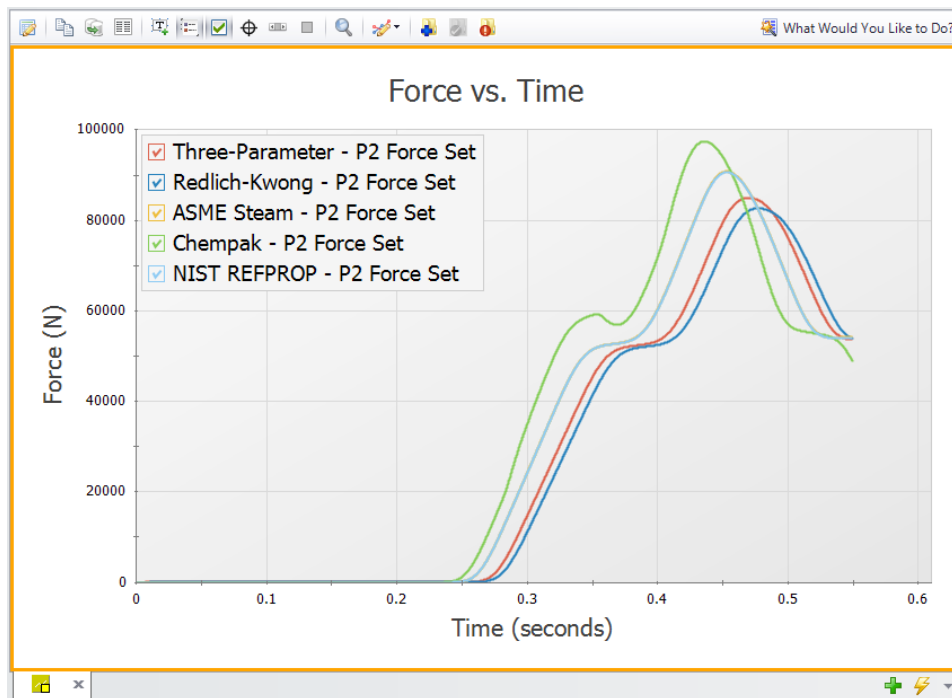 What Would You Like to Do?
Force vs. Time
100000
80000
60000
40000
20000
0
Force (N)
Three-Parameter - P2 Force Set
Redlich-Kwong - P2 Force Set
ASME Steam - P2 Force Set
Chempak - P2 Force Set
NIST REFPROP - P2 Force Set
0 0.1 0.2 0.3 0.4 0.5 0.6
Time (seconds)